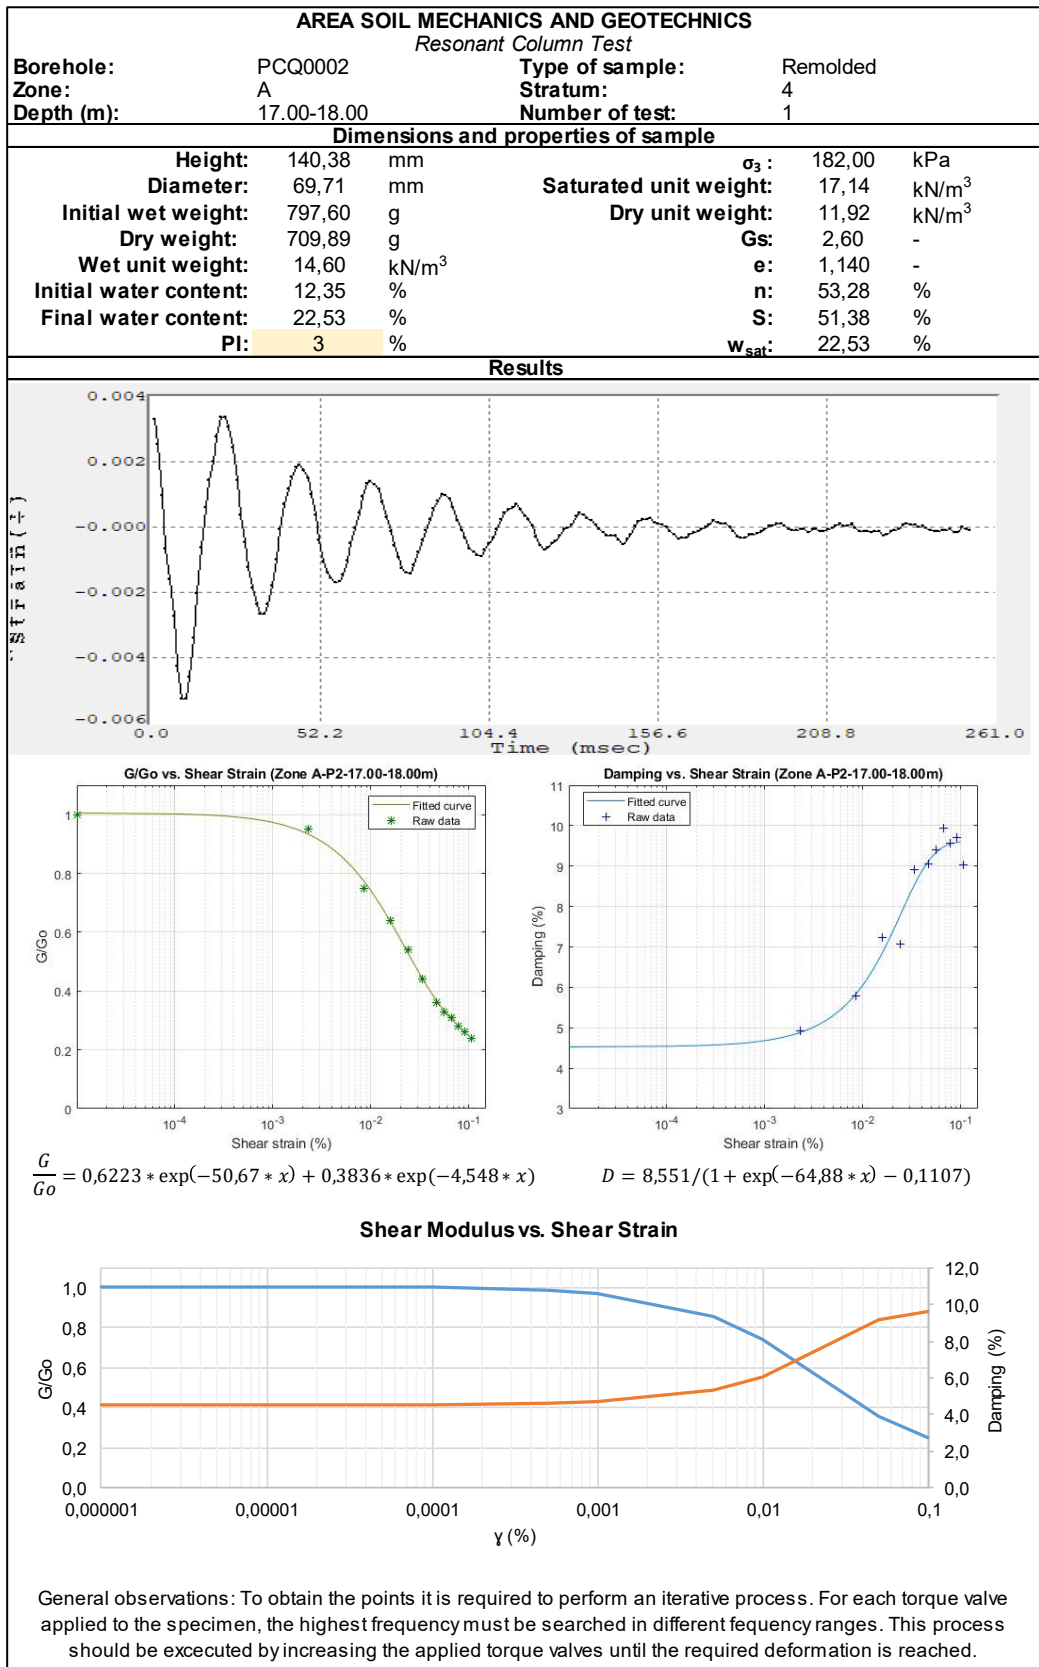 AREA SOIL MECHANICS AND GEOTECHNICS
Resonant Column Test
Borehole: PCQ0002 Type of sample: Remolded
Zone: A Stratum: 4
Depth (m): 17.00-18.00 Number of test: 1
Dimensions and properties of sample
Height: 140,38 mm σ₃ : 182,00 kPa
Diameter: 69,71 mm Saturated unit weight: 17,14 kN/m³
Initial wet weight: 797,60 g Dry unit weight: 11,92 kN/m³
Dry weight: 709,89 g Gs: 2,60 -
Wet unit weight: 14,60 kN/m³ e: 1,140 -
Initial water content: 12,35 % n: 53,28 %
Final water content: 22,53 % S: 51,38 %
PI: 3 % w_sat: 22,53 %
Results
0.004
0.002
-0.000
-0.002
-0.004
-0.006
0.0 52.2 104.4 156.6 208.8 261.0
Time (msec)
G/Go vs. Shear Strain (Zone A-P2-17.00-18.00m)
Fitted curve
Raw data
1
0.8
0.6
0.4
0.2
0
G/Go
10⁻⁴ 10⁻³ 10⁻² 10⁻¹
Shear strain (%)
Damping vs. Shear Strain (Zone A-P2-17.00-18.00m)
Fitted curve
Raw data
11
10
9
8
7
6
5
4
3
Damping (%)
10⁻⁴ 10⁻³ 10⁻² 10⁻¹
Shear strain (%)
G/Go = 0,6223 * exp(−50,67 * x) + 0,3836 * exp(−4,548 * x) D = 8,551/(1 + exp(−64,88 * x) − 0,1107)
Shear Modulus vs. Shear Strain
1,0
0,8
0,6
0,4
0,2
0,0
G/Go
12,0
10,0
8,0
6,0
4,0
2,0
0,0
Damping (%)
0,000001 0,00001 0,0001 0,001 0,01 0,1
ɣ (%)
General observations: To obtain the points it is required to perform an iterative process. For each torque valve
applied to the specimen, the highest frequency must be searched in different fequency ranges. This process
should be excecuted by increasing the applied torque valves until the required deformation is reached.